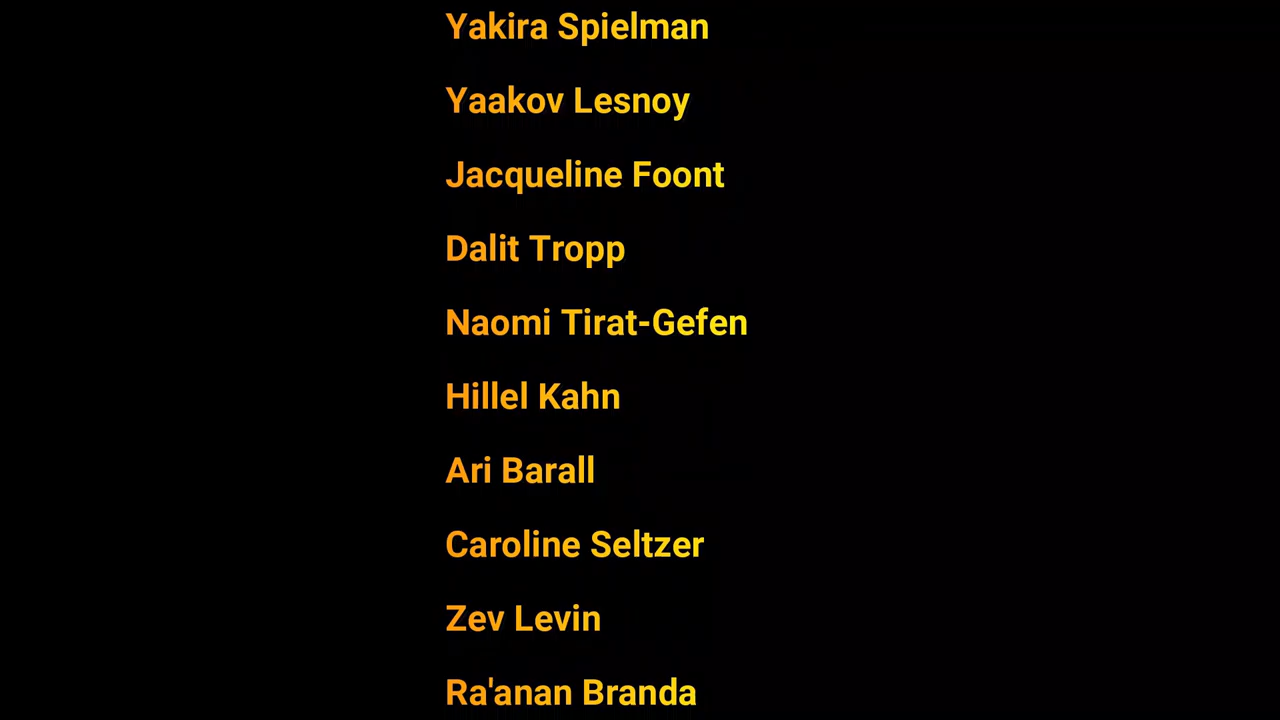 Yakira Spielman
Yaakov Lesnoy
Jacqueline Foont
Dalit Tropp
Naomi Tirat-Gefen
Hillel Kahn
Ari Barall
Caroline Seltzer
Zev Levin
Ra'anan Branda